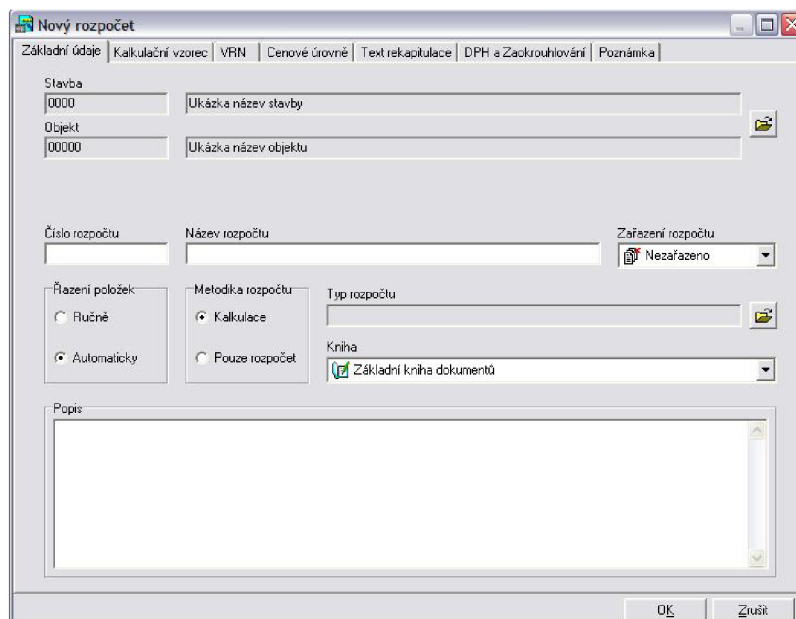 Nový rozpočet
Základní údaje Kalkulační vzorec VRN Cenové úrovně Text rekapitulace DPH a Zaokrouhlování Poznámka
Stavba
0000 Ukázka název stavby
Objekt
00000 Ukázka název objektu
Číslo rozpočtu Název rozpočtu Zařazení rozpočtu
Nezařazeno
Řazení položek Metodika rozpočtu Typ rozpočtu
Ručně Kalkulace
Kniha
Automaticky Pouze rozpočet Základní kniha dokumentů
Popis
OK Zrušit